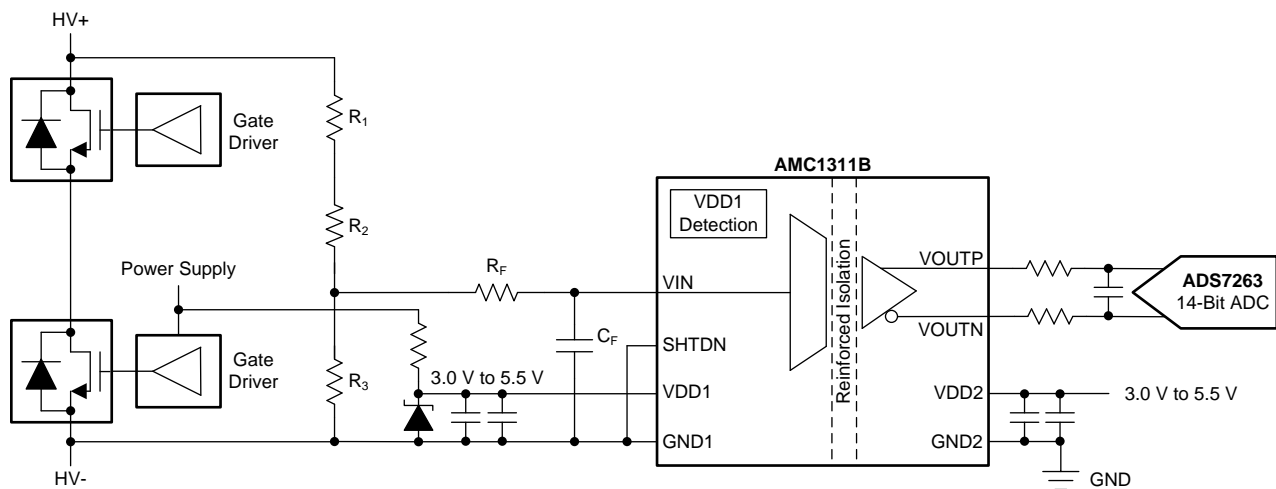 HV+
Gate
Driver
R1
R2
Power Supply
Gate
Driver
R3
HV-
RF
CF
3.0 V to 5.5 V
AMC1311B
VDD1
Detection
Reinforced Isolation
VIN
SHTDN
VDD1
GND1
VOUTP
VOUTN
VDD2
GND2
ADS7263
14-Bit ADC
3.0 V to 5.5 V
GND